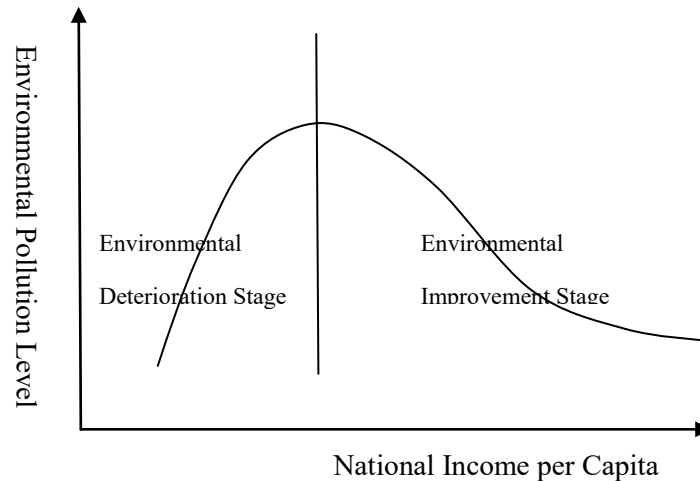 Environmental Pollution Level
Environmental
Deterioration Stage
Environmental
Improvement Stage
National Income per Capita